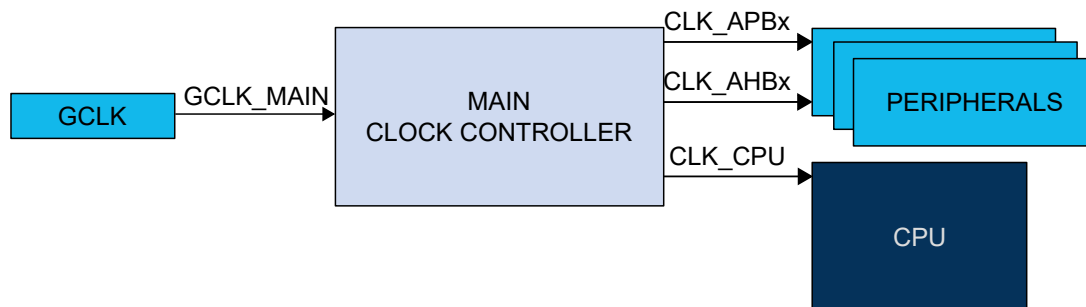 GCLK
GCLK_MAIN
MAIN
CLOCK CONTROLLER
CLK_APBx
CLK_AHBx
CLK_CPU
PERIPHERALS
CPU